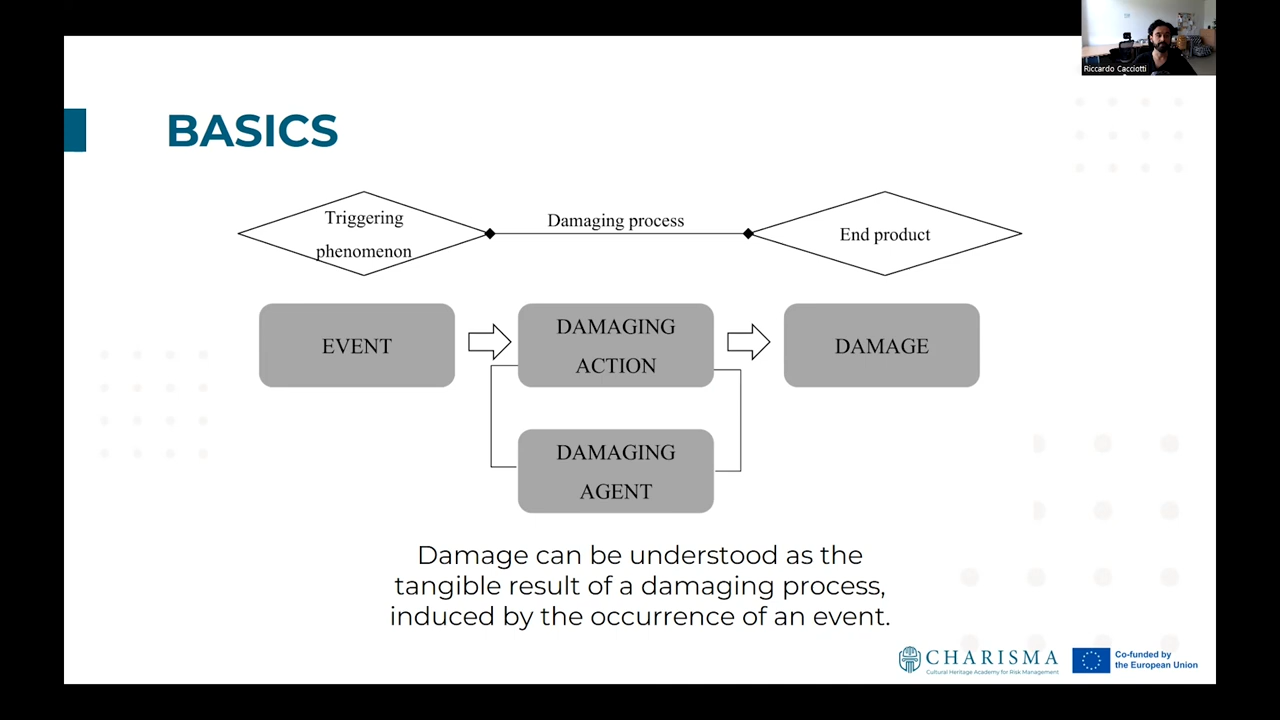 Riccardo Cacciotti
BASICS
Triggering
phenomenon
Damaging process
End product
EVENT
DAMAGING
ACTION
DAMAGE
DAMAGING
AGENT
Damage can be understood as the
tangible result of a damaging process,
induced by the occurrence of an event.
CHARISMA
Cultural Heritage Academy for Risk Management
Co-funded by
the European Union